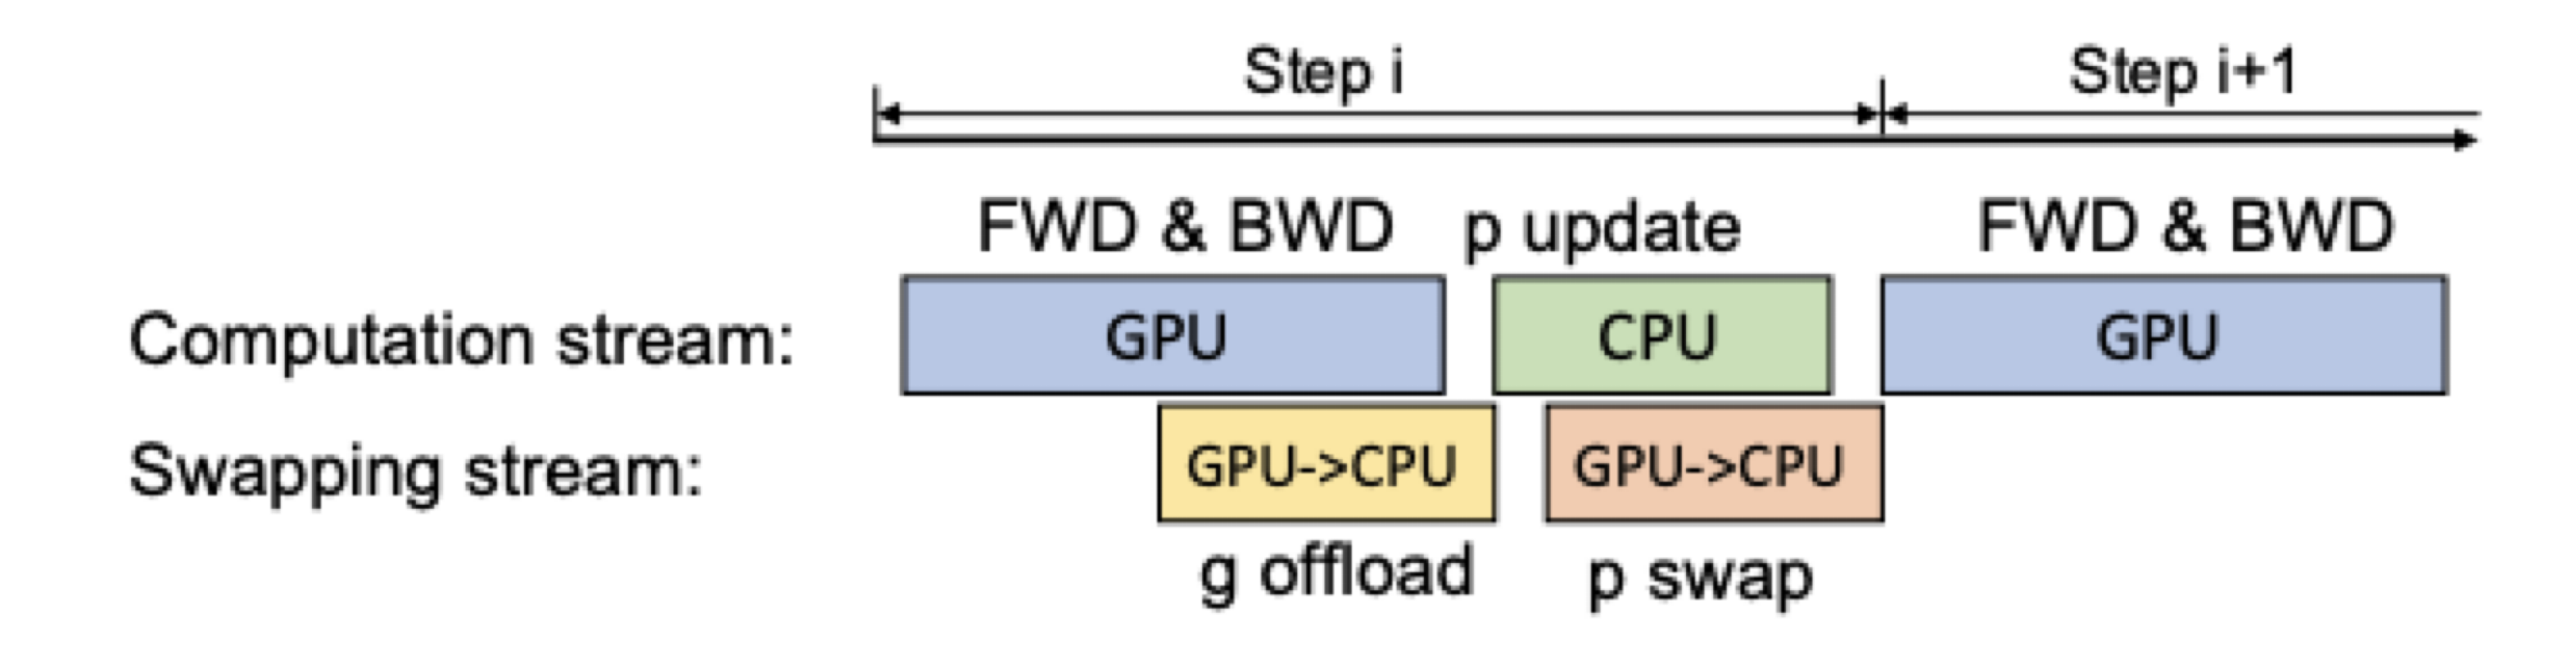 Step i Step i+1
FWD & BWD p update FWD & BWD
Computation stream: GPU CPU GPU
Swapping stream: GPU->CPU GPU->CPU
g offload p swap